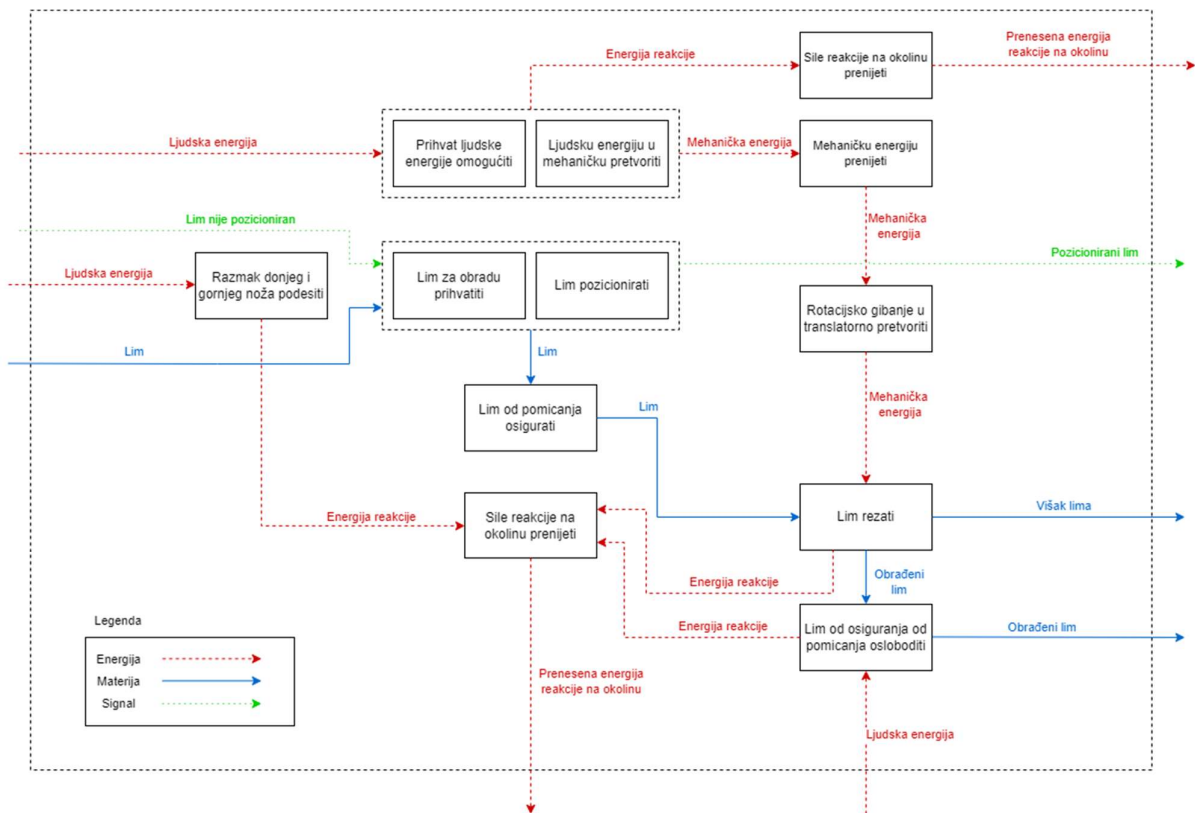 Energija reakcije
Sile reakcije na
okolinu prenijeti
Prenesena energija
reakcije na okolinu
Ljudska energija
Prihvat ljudske
energije omogućiti
Ljudsku energiju u
mehaničku pretvoriti
Mehanička energija
Mehaničku energiju
prenijeti
Mehanička
energija
Lim nije pozicioniran
Ljudska energija
Razmak donjeg i
gornjeg noža podesiti
Lim za obradu
prihvatiti
Lim pozicionirati
Pozicionirani lim
Rotacijsko gibanje u
translatorno pretvoriti
Lim
Lim
Mehanička
energija
Lim od pomicanja
osigurati
Lim
Energija reakcije
Sile reakcije na
okolinu prenijeti
Lim rezati
Višak lima
Energija reakcije
Obrađeni
lim
Energija reakcije
Lim od osiguranja od
pomicanja osloboditi
Obrađeni lim
Prenesena energija
reakcije na okolinu
Ljudska energija
Legenda
Energija
Materija
Signal